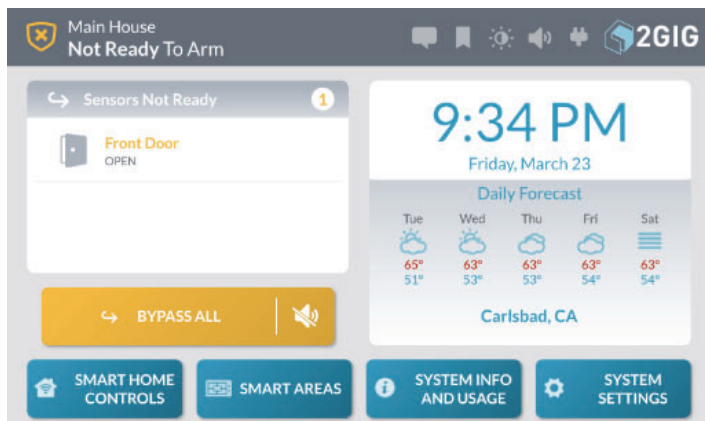 Main House
Not Ready To Arm
2GIG
Sensors Not Ready
1
Front Door
OPEN
BYPASS ALL
9:34 PM
Friday, March 23
Daily Forecast
Tue Wed Thu Fri Sat
65° 63° 63° 63° 63°
51° 53° 53° 54° 54°
Carlsbad, CA
SMART HOME
CONTROLS
SMART AREAS
SYSTEM INFO
AND USAGE
SYSTEM
SETTINGS